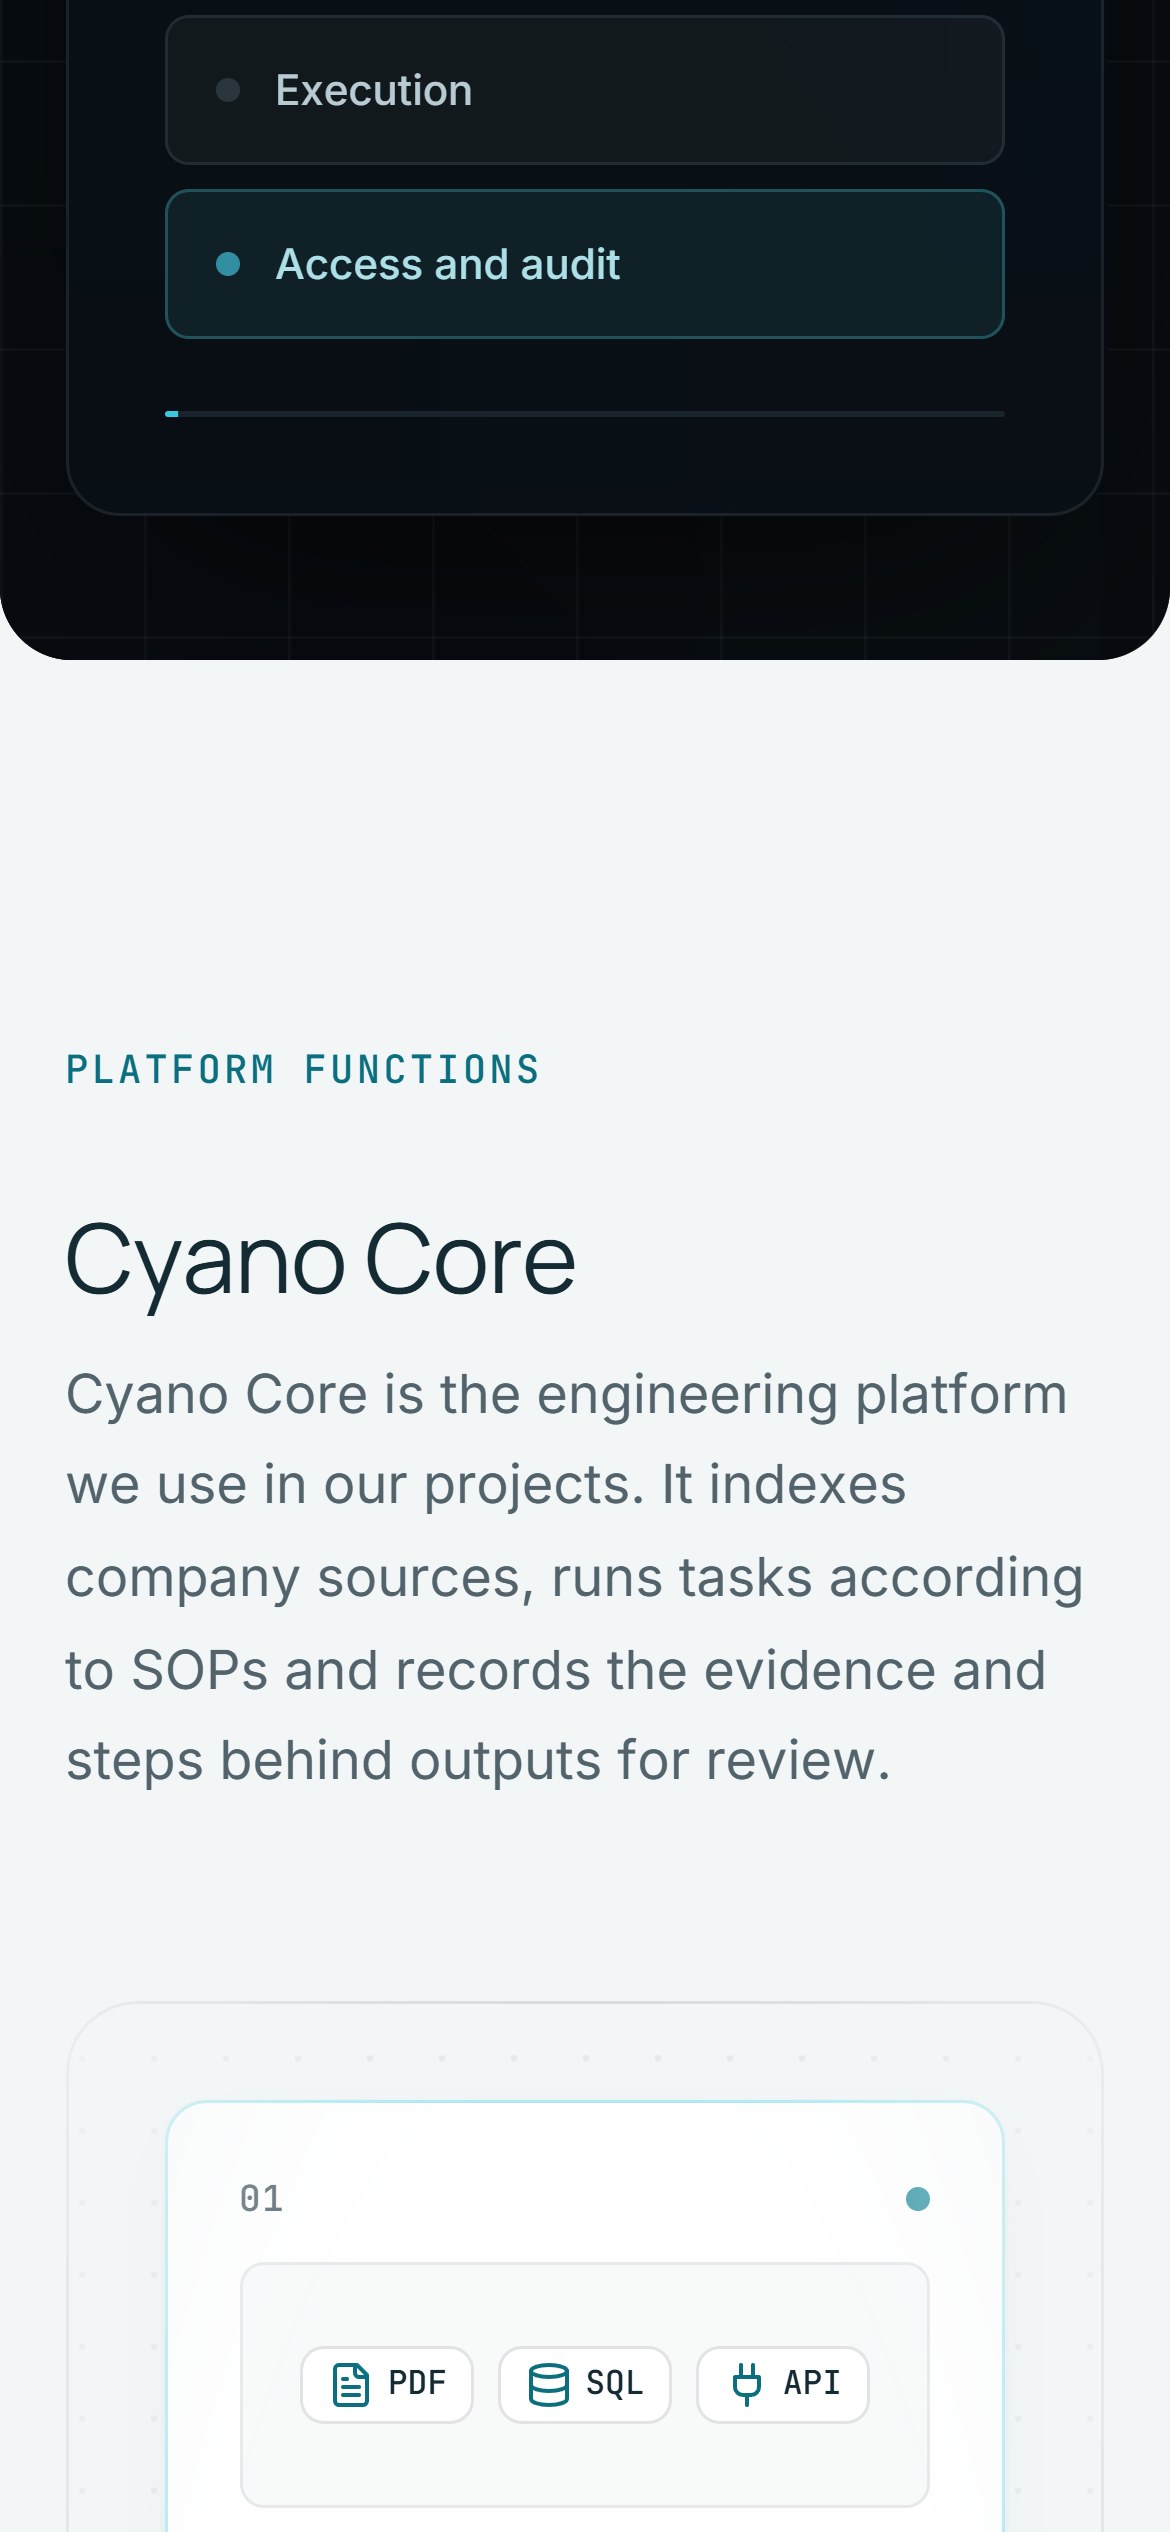 Execution
Access and audit
PLATFORM FUNCTIONS
Cyano Core
Cyano Core is the engineering platform
we use in our projects. It indexes
company sources, runs tasks according
to SOPs and records the evidence and
steps behind outputs for review.
01
PDF SQL API